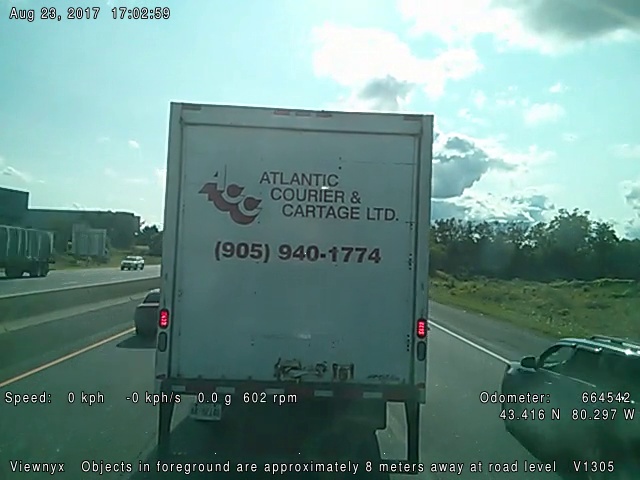 Aug 23, 2017 17:02:59
ATLANTIC
COURIER &
CARTAGE LTD.
(905) 940-1774
Speed: 0 kph -0 kph/s 0.0 g 602 rpm
Odometer: 664542
43.416 N 80.297 W
Viewnyx Objects in foreground are approximately 8 meters away at road level V1305